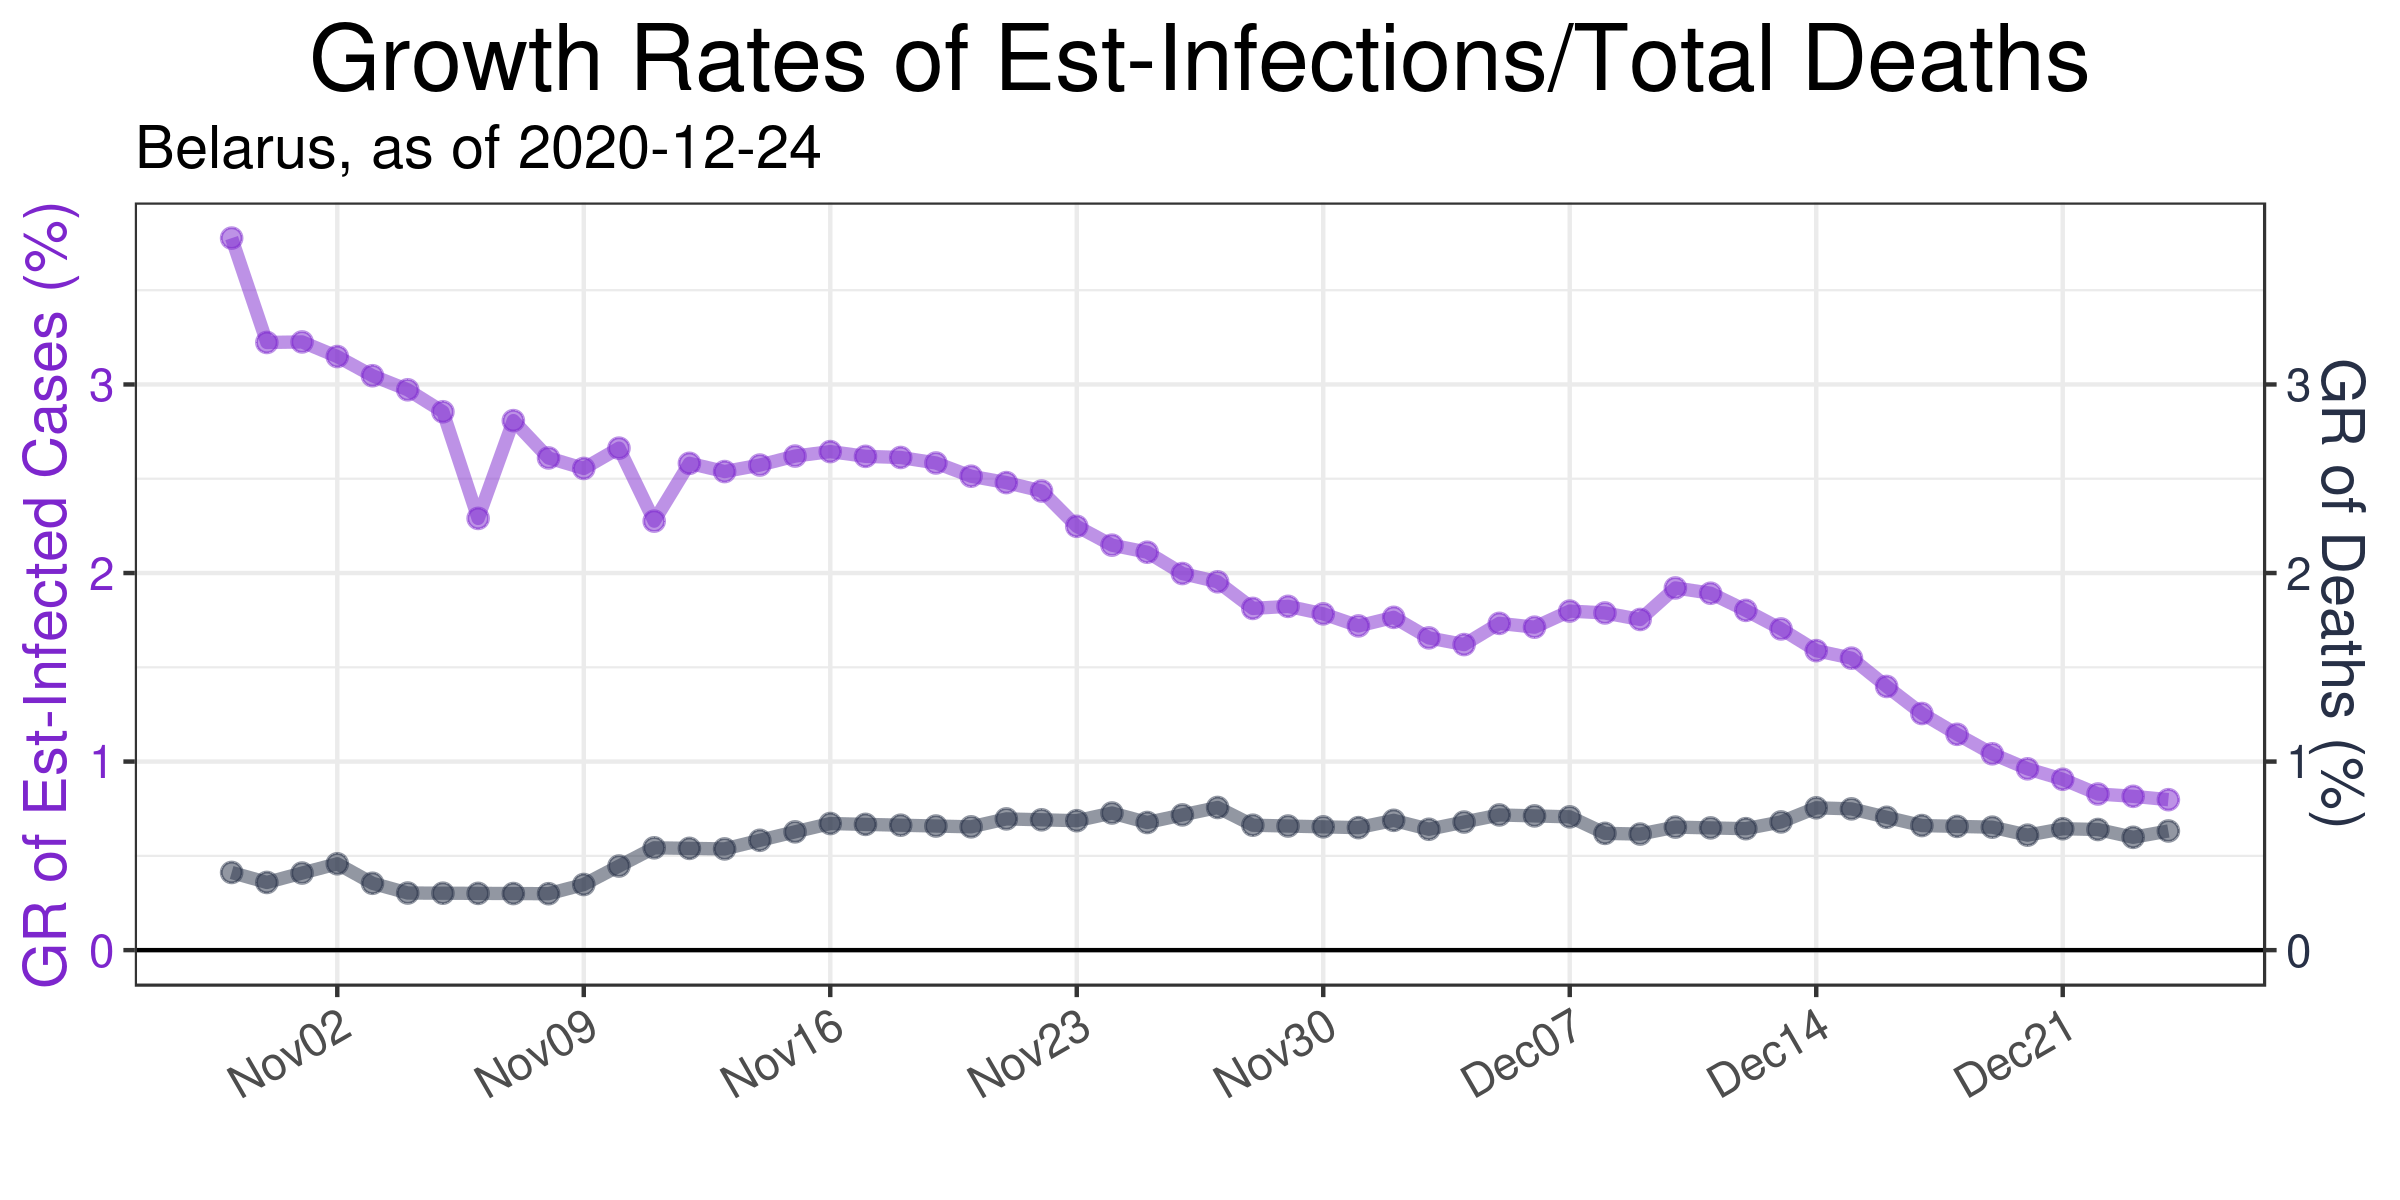 Growth Rates of Est-Infections/Total Deaths
Belarus, as of 2020-12-24
GR of Est-Infected Cases (%)
3
2
1
0
3
2
1
0
GR of Deaths (%)
Nov02
Nov09
Nov16
Nov23
Nov30
Dec07
Dec14
Dec21